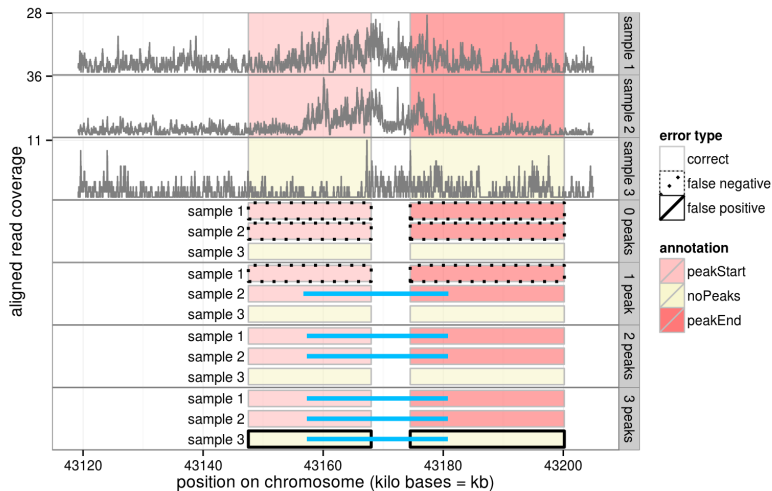 28
sample 1
36
sample 2
11
sample 3
aligned read coverage
sample 1
sample 2
sample 3
0 peaks
sample 1
sample 2
sample 3
1 peak
sample 1
sample 2
sample 3
2 peaks
sample 1
sample 2
sample 3
3 peaks
43120 43140 43160 43180 43200
position on chromosome (kilo bases = kb)
error type
correct
false negative
false positive
annotation
peakStart
noPeaks
peakEnd